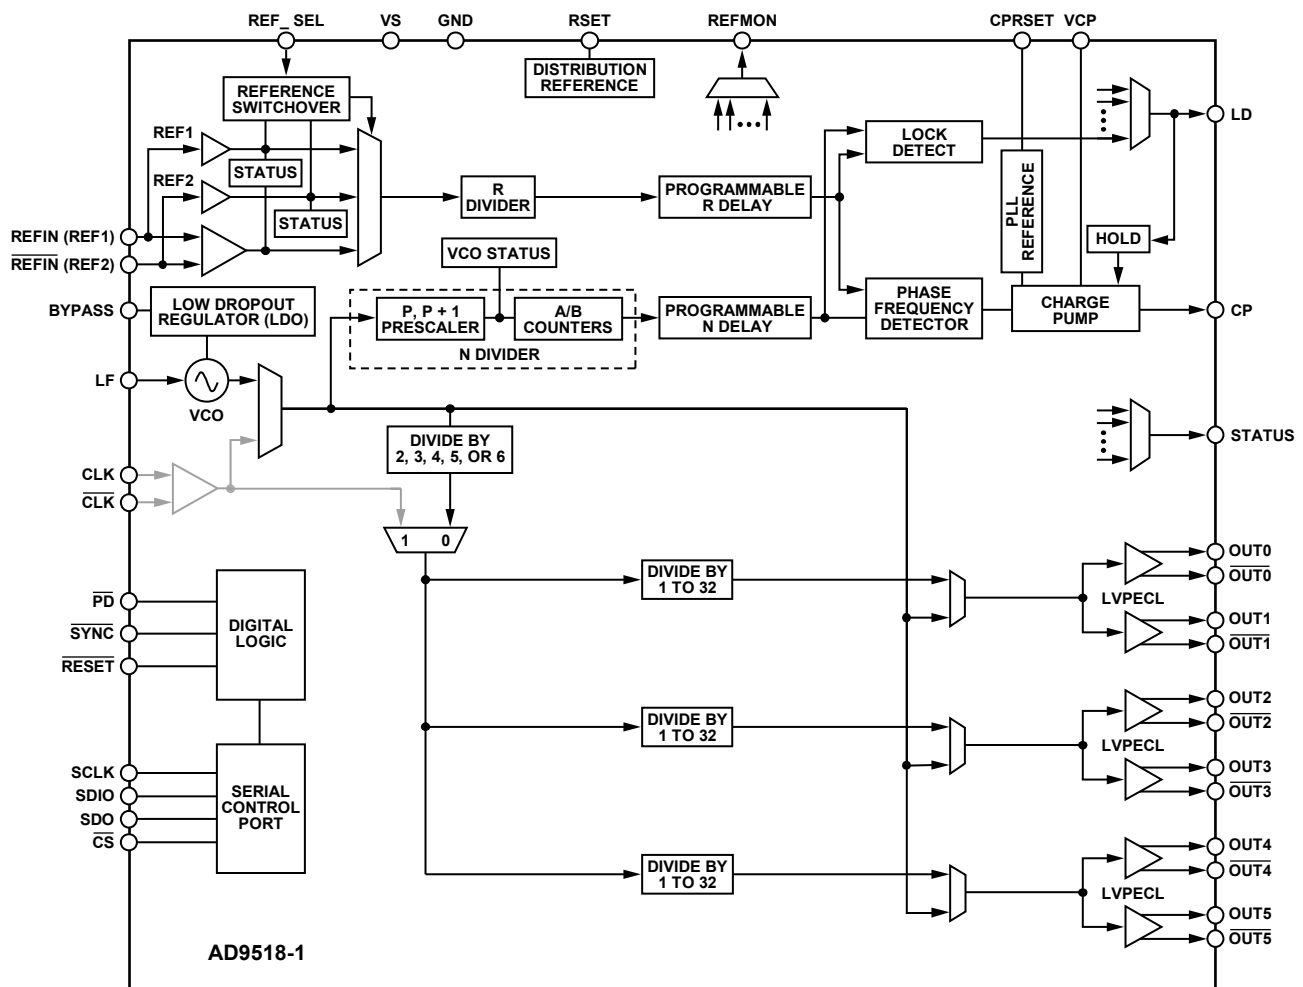 REF_ SEL
VS
GND
RSET
REFMON
CPRSET
VCP
DISTRIBUTION
REFERENCE
REFERENCE
SWITCHOVER
REF1
STATUS
REF2
STATUS
REFIN (REF1)
REFIN (REF2)
BYPASS
LF
R
DIVIDER
VCO STATUS
PROGRAMMABLE
R DELAY
LOCK
DETECT
PLL
REFERENCE
HOLD
LD
LOW DROPOUT
REGULATOR (LDO)
VCO
P, P + 1
PRESCALER
A/B
COUNTERS
N DIVIDER
PROGRAMMABLE
N DELAY
PHASE
FREQUENCY
DETECTOR
CHARGE
PUMP
CP
STATUS
CLK
CLK
DIVIDE BY
2, 3, 4, 5, OR 6
1 0
PD
SYNC
RESET
DIGITAL
LOGIC
SCLK
SDIO
SDO
CS
SERIAL
CONTROL
PORT
DIVIDE BY
1 TO 32
LVPECL
OUT0
OUT0
OUT1
OUT1
DIVIDE BY
1 TO 32
LVPECL
OUT2
OUT2
OUT3
OUT3
DIVIDE BY
1 TO 32
LVPECL
OUT4
OUT4
OUT5
OUT5
AD9518-1